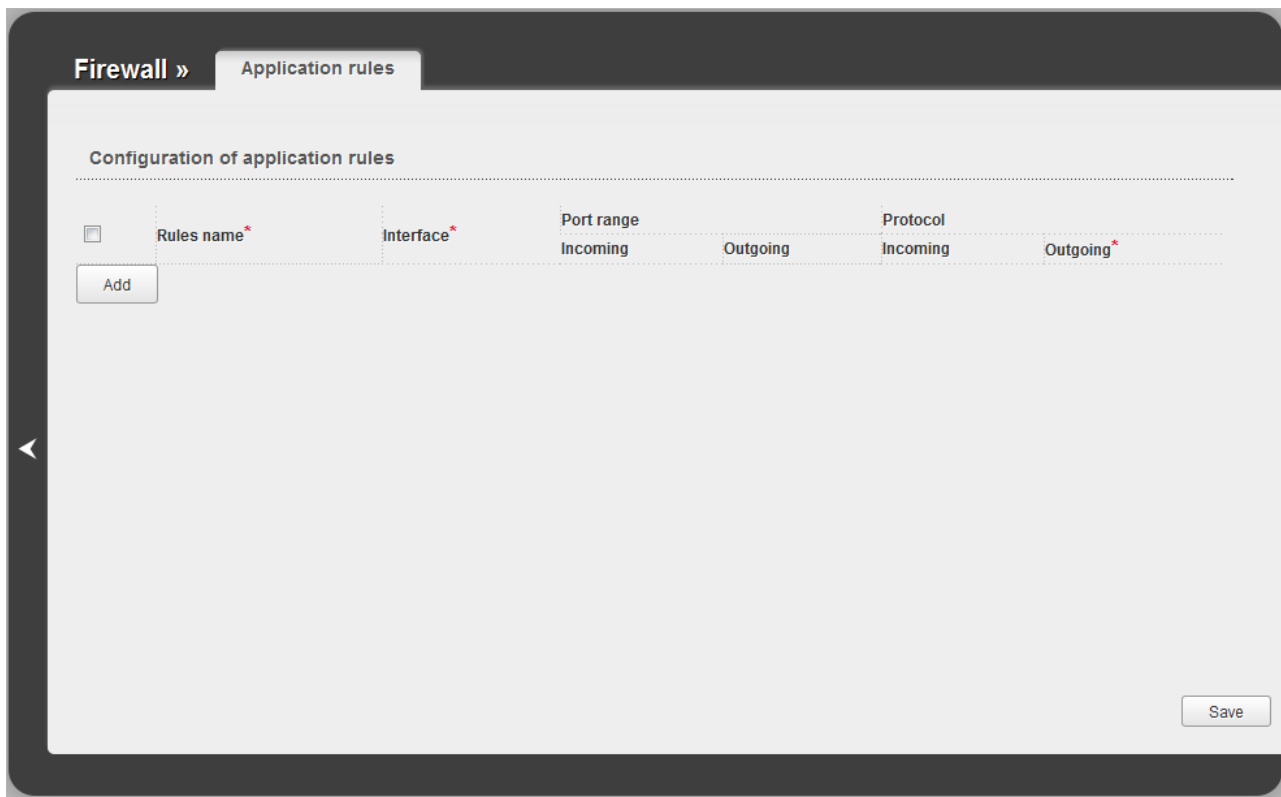 Firewall » Application rules
Configuration of application rules
Rules name* Interface* Port range Protocol
Incoming Outgoing Incoming Outgoing*
Add
Save